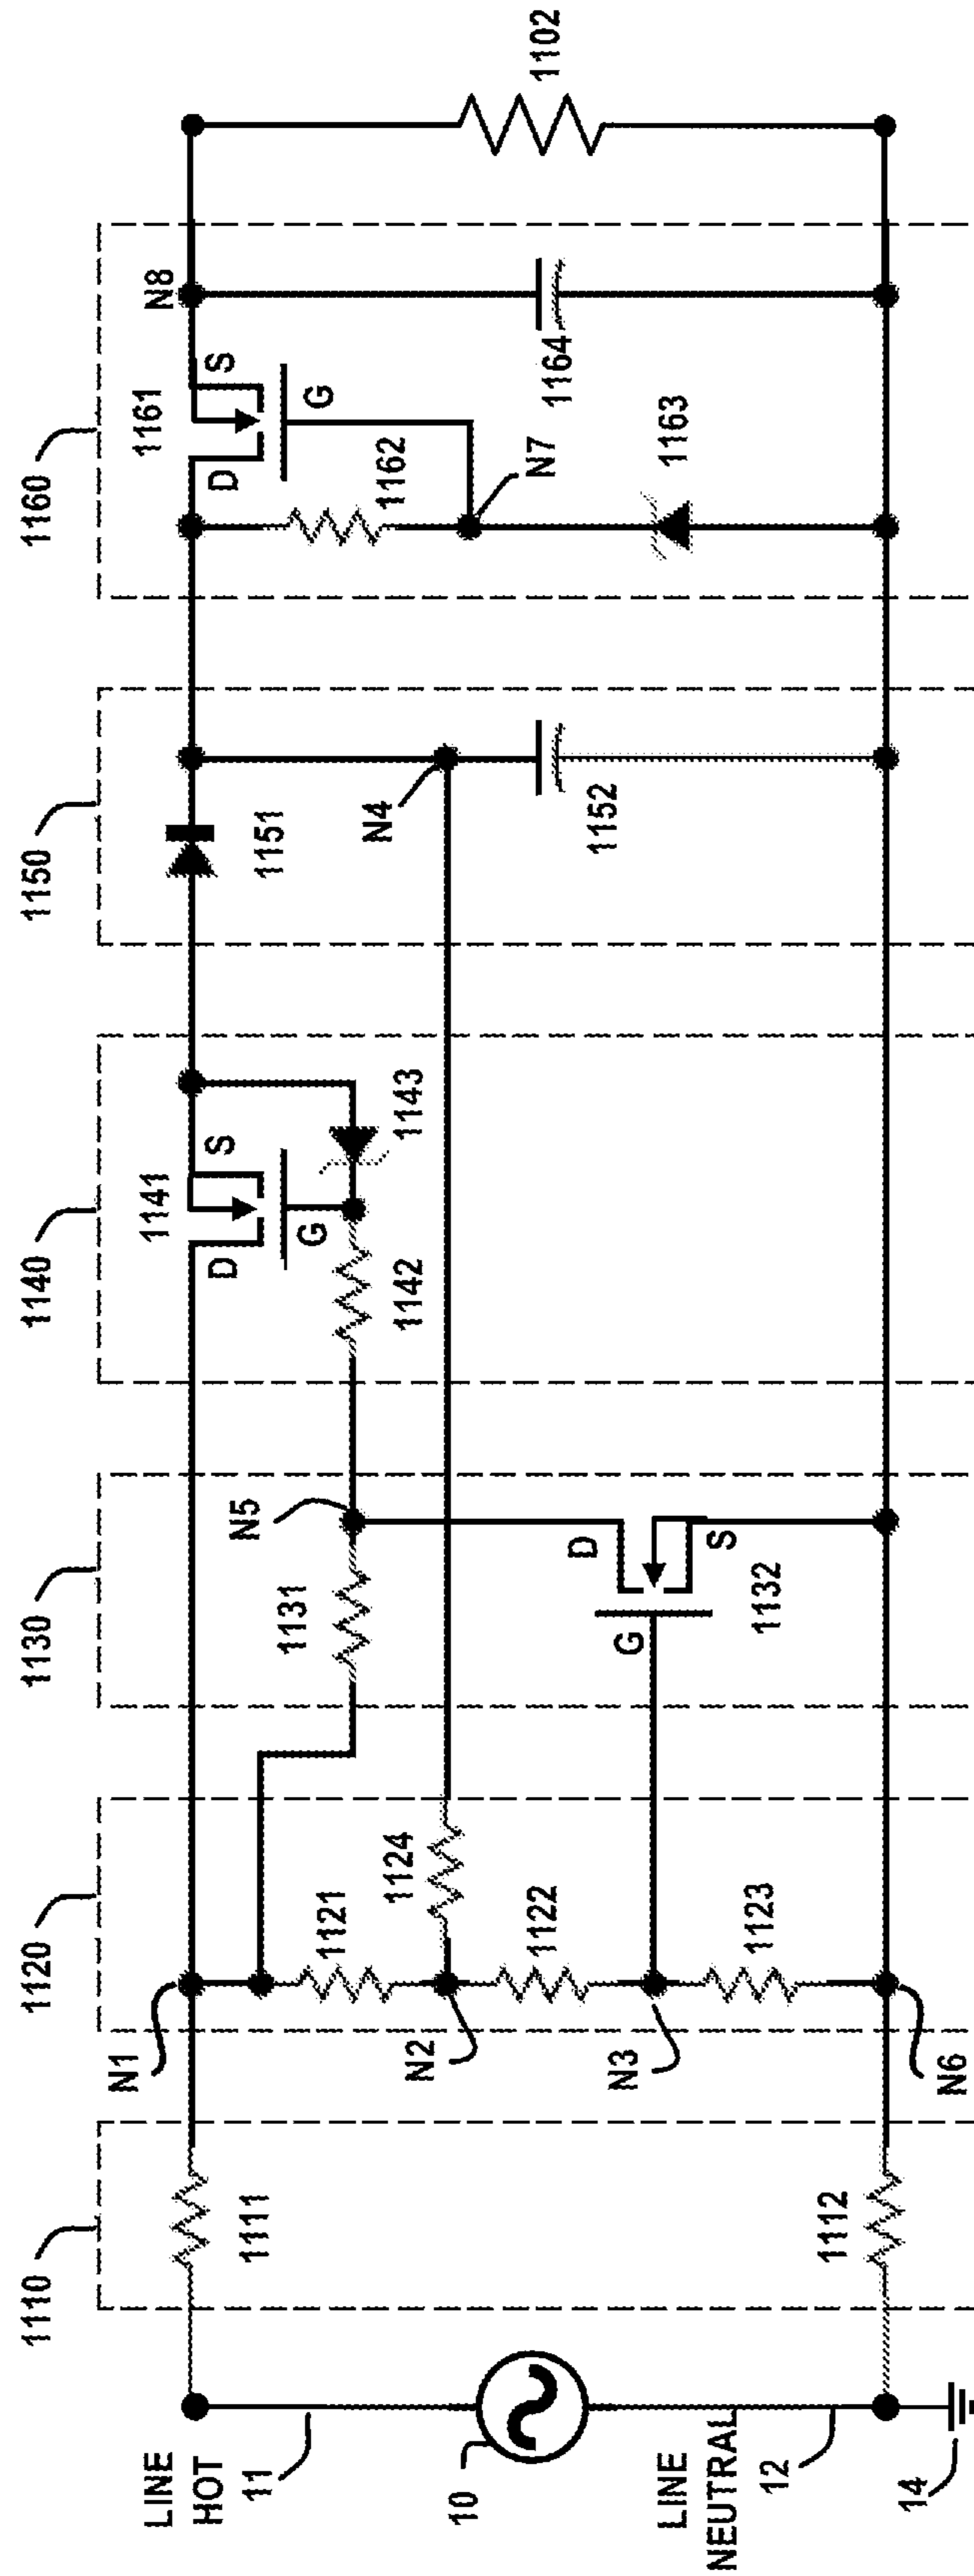 1110
1120
1130
1140
1150
1160
LINE
HOT
11
10
LINE
NEUTRAL
12
14
1111
1112
N1
N2
N3
N6
1121
1124
1122
1123
1131
N5
D
G
S
1132
1141
D
S
G
1142
1143
1151
N4
1152
1161
D
S
G
1162
N7
1163
N8
1164
1102